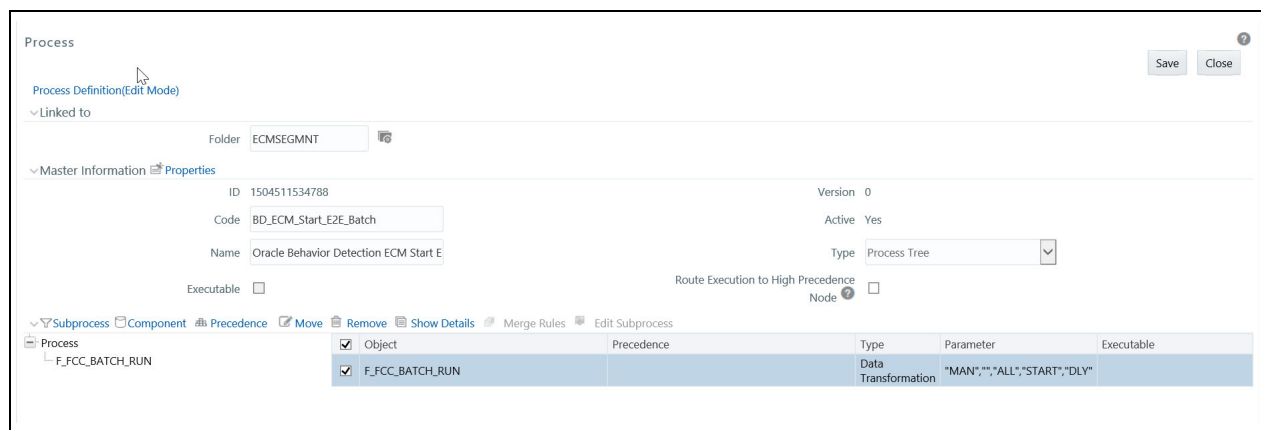 Process
Save Close
Process Definition(Edit Mode)
Linked to
Folder ECMSEGMNT
Master Information Properties
ID 1504511534788 Version 0
Code BD_ECM_Start_E2E_Batch Active Yes
Name Oracle Behavior Detection ECM Start E Type Process Tree
Executable Route Execution to High Precedence
Node
Subprocess Component Precedence Move Remove Show Details Merge Rules Edit Subprocess
Process Object Precedence Type Parameter Executable
F_FCC_BATCH_RUN F_FCC_BATCH_RUN Data
Transformation "MAN","","ALL","START","DLY"